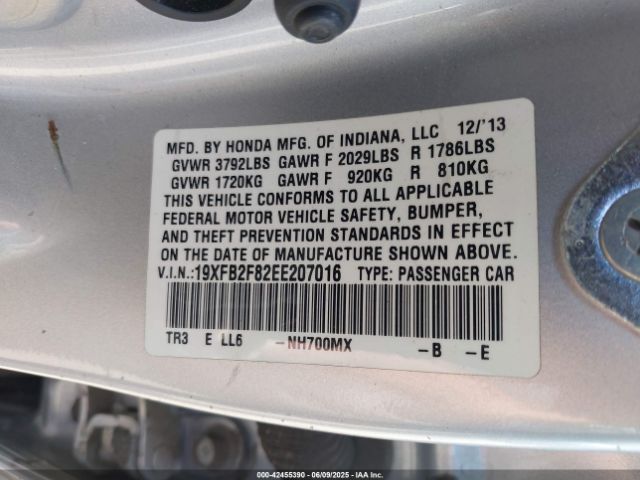 MFD. BY HONDA MFG. OF INDIANA, LLC 12/'13
GVWR 3792LBS GAWR F 2029LBS R 1786LBS
GVWR 1720KG GAWR F 920KG R 810KG
THIS VEHICLE CONFORMS TO ALL APPLICABLE
FEDERAL MOTOR VEHICLE SAFETY, BUMPER,
AND THEFT PREVENTION STANDARDS IN EFFECT
ON THE DATE OF MANUFACTURE SHOWN ABOVE.
V.I.N.:19XFB2F82EE207016 TYPE: PASSENGER CAR
TR3 E LL6 -NH700MX -B -E
000-42455390 - 06/09/2025 - IAA Inc.